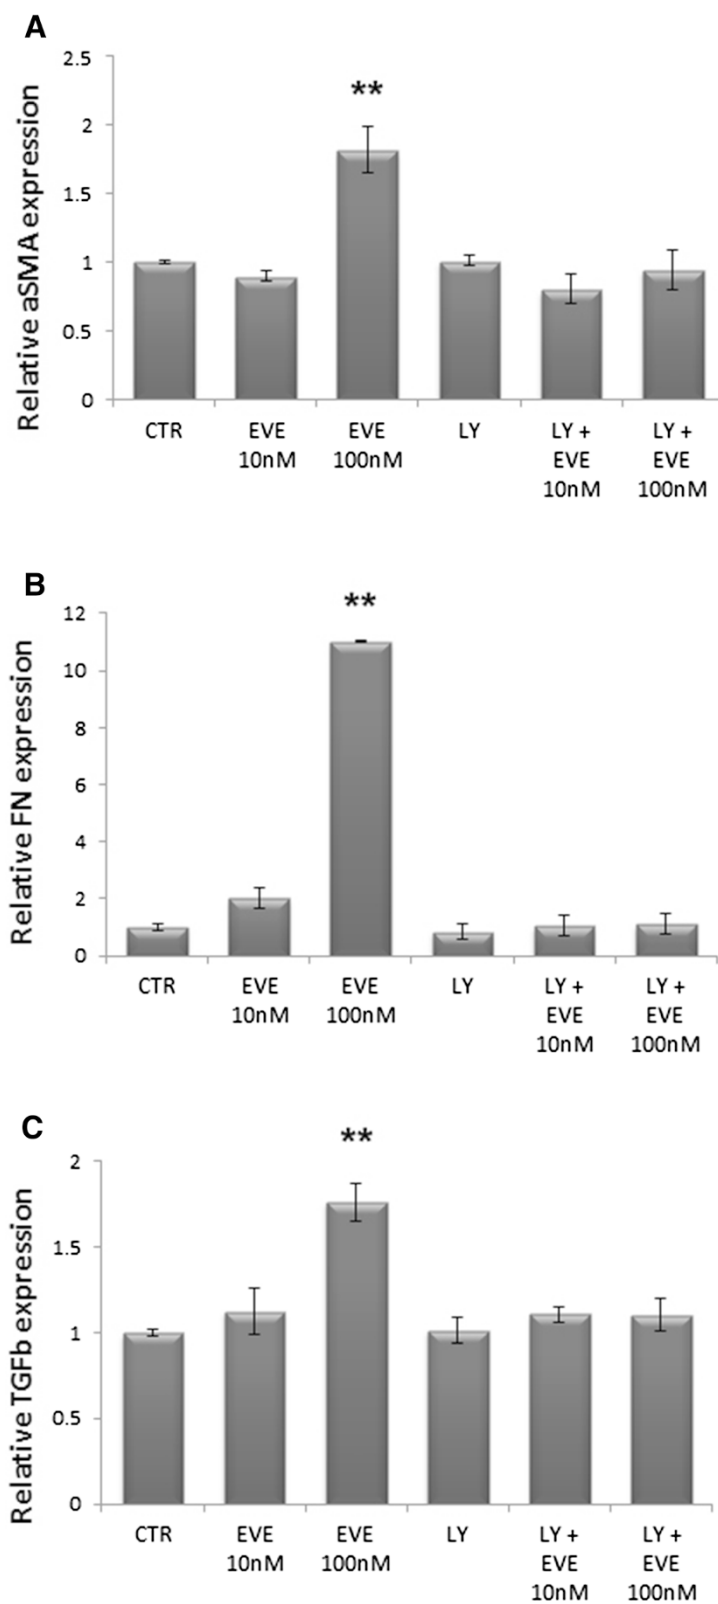 A
Relative aSMA expression
2.5
2
1.5
1
0.5
0
**
CTR
EVE
10nM
EVE
100nM
LY
LY +
EVE
10nM
LY +
EVE
100nM
B
Relative FN expression
12
10
8
6
4
2
0
**
CTR
EVE
10nM
EVE
100nM
LY
LY +
EVE
10nM
LY +
EVE
100nM
C
Relative TGFb expression
2
1.5
1
0.5
0
**
CTR
EVE
10nM
EVE
100nM
LY
LY +
EVE
10nM
LY +
EVE
100nM